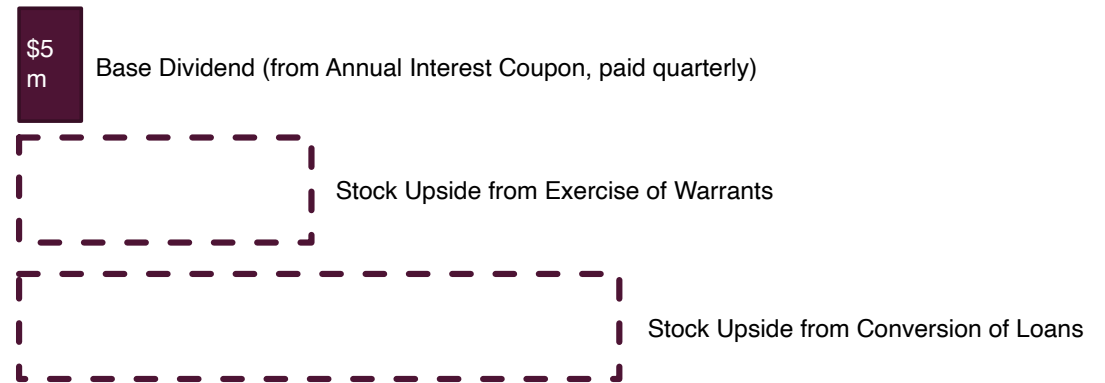 $5
m
Base Dividend (from Annual Interest Coupon, paid quarterly)
Stock Upside from Exercise of Warrants
Stock Upside from Conversion of Loans